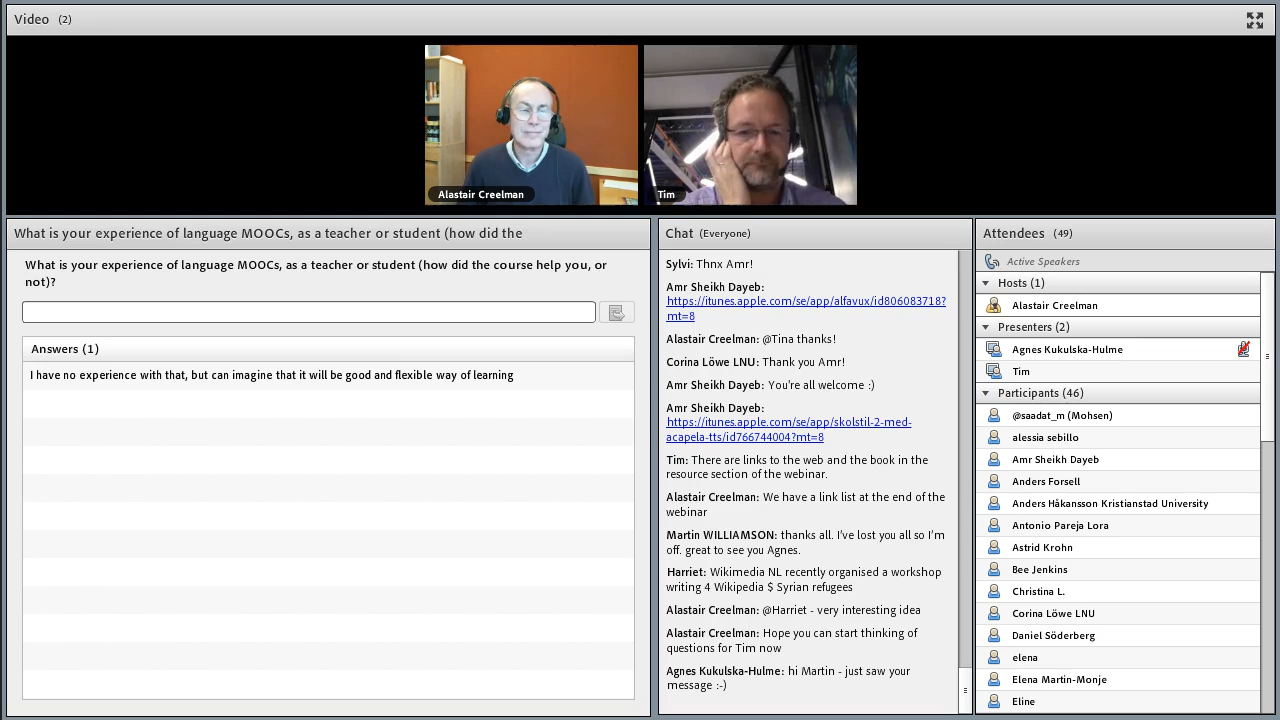 Video (2)
Alastair Creelman
Tim
What is your experience of language MOOCs, as a teacher or student (how did the
What is your experience of language MOOCs, as a teacher or student (how did the course help you, or
not)?
Answers (1)
I have no experience with that, but can imagine that it will be good and flexible way of learning
Chat (Everyone)
Sylvi: Thnx Amr!
Amr Sheikh Dayeb:
https://itunes.apple.com/se/app/alfavux/id806083718?
mt=8
Alastair Creelman: @Tina thanks!
Corina Löwe LNU: Thank you Amr!
Amr Sheikh Dayeb: You're all welcome :)
Amr Sheikh Dayeb:
https://itunes.apple.com/se/app/skolstil-2-med-
acapela-tts/id766744004?mt=8
Tim: There are links to the web and the book in the
resource section of the webinar.
Alastair Creelman: We have a link list at the end of the
webinar
Martin WILLIAMSON: thanks all. I've lost you all so I'm
off. great to see you Agnes.
Harriet: Wikimedia NL recently organised a workshop
writing 4 Wikipedia $ Syrian refugees
Alastair Creelman: @Harriet - very interesting idea
Alastair Creelman: Hope you can start thinking of
questions for Tim now
Agnes Kukulska-Hulme: hi Martin - just saw your
message :-)
Attendees (49)
Active Speakers
Hosts (1)
Alastair Creelman
Presenters (2)
Agnes Kukulska-Hulme
Tim
Participants (46)
@saadat_m (Mohsen)
alessia sebillo
Amr Sheikh Dayeb
Anders Forsell
Anders Håkansson Kristianstad University
Antonio Pareja Lora
Astrid Krohn
Bee Jenkins
Christina L.
Corina Löwe LNU
Daniel Söderberg
elena
Elena Martin-Monje
Eline